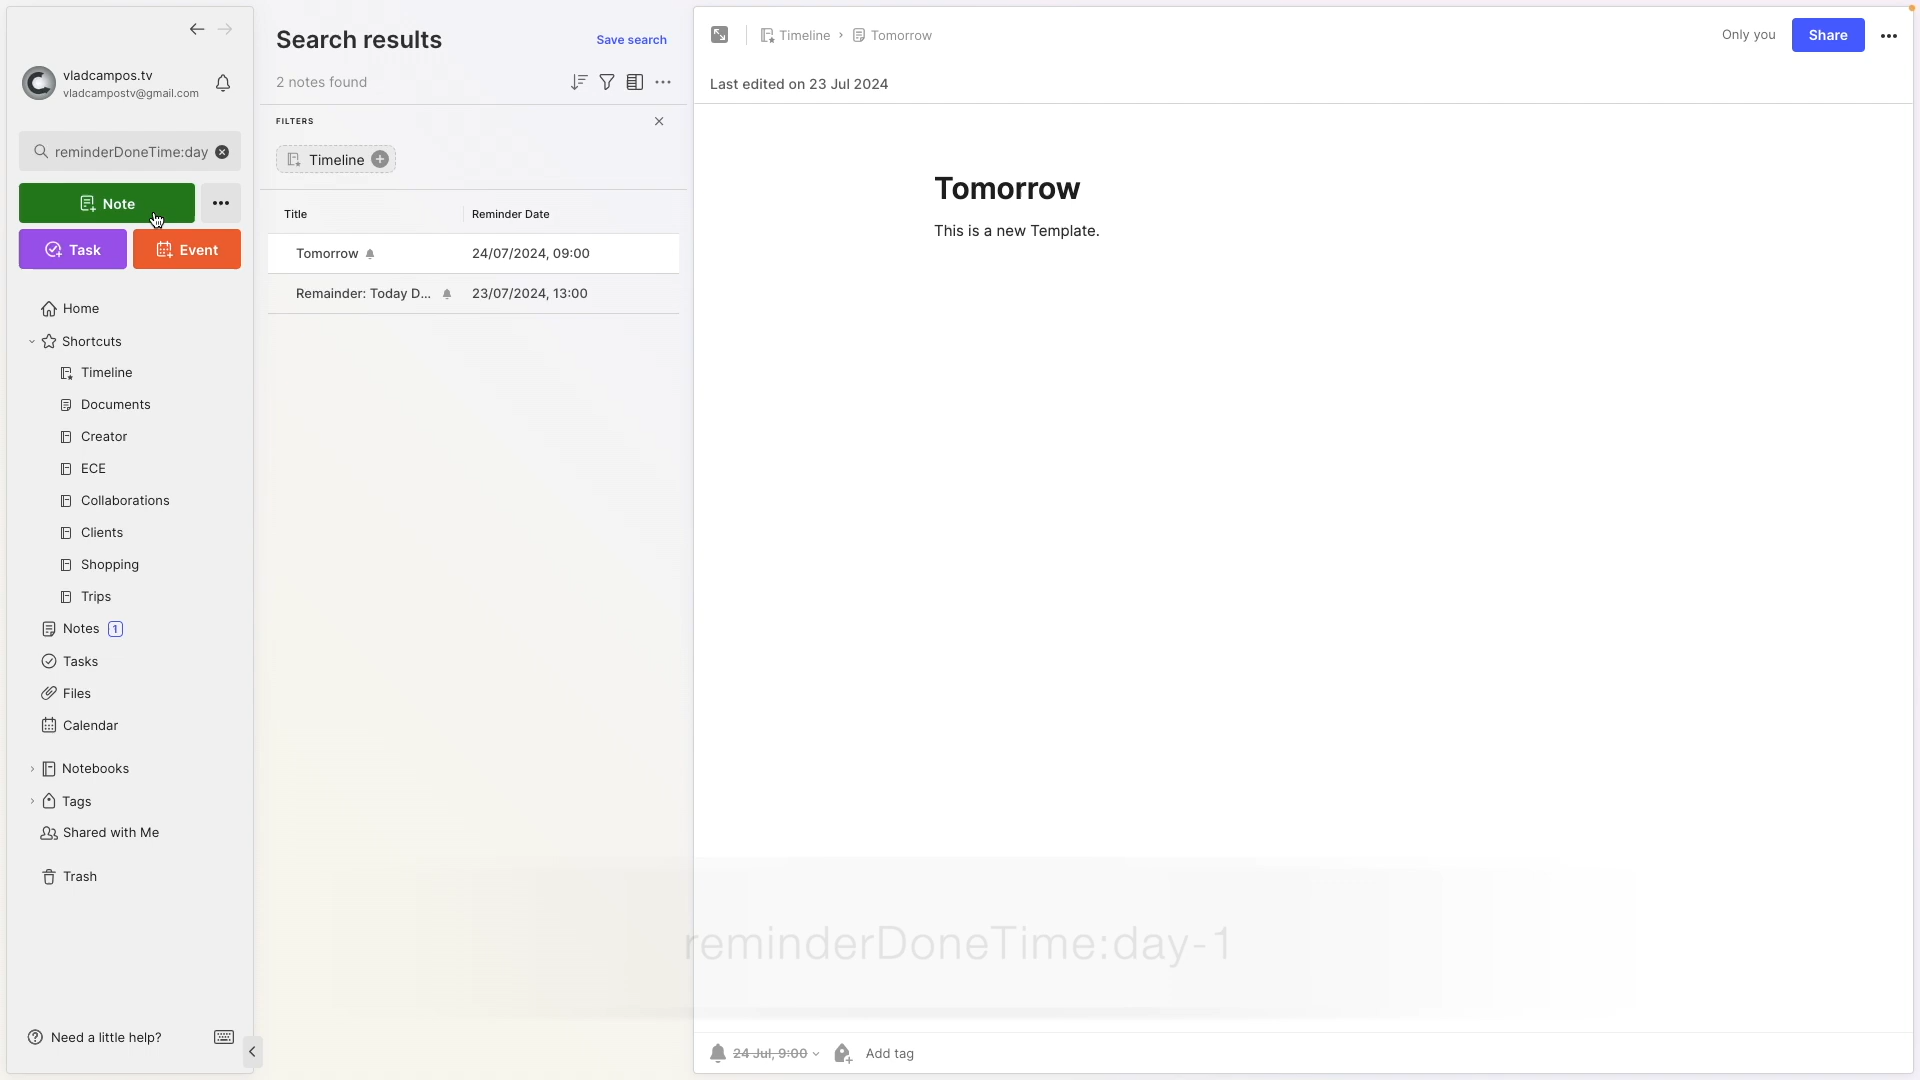 vladcampos.tv
vladcampostv@gmail.com
reminderDoneTime:day
Note
Task
Event
Home
Shortcuts
Timeline
Documents
Creator
ECE
Collaborations
Clients
Shopping
Trips
Notes 1
Tasks
Files
Calendar
Notebooks
Tags
Shared with Me
Trash
Need a little help?
Search results
Save search
2 notes found
FILTERS
Timeline
Title Reminder Date
Tomorrow 24/07/2024, 09:00
Remainder: Today D... 23/07/2024, 13:00
Timeline › Tomorrow
Only you
Share
Last edited on 23 Jul 2024
Tomorrow
This is a new Template.
reminderDoneTime:day-1
24 Jul, 9:00
Add tag